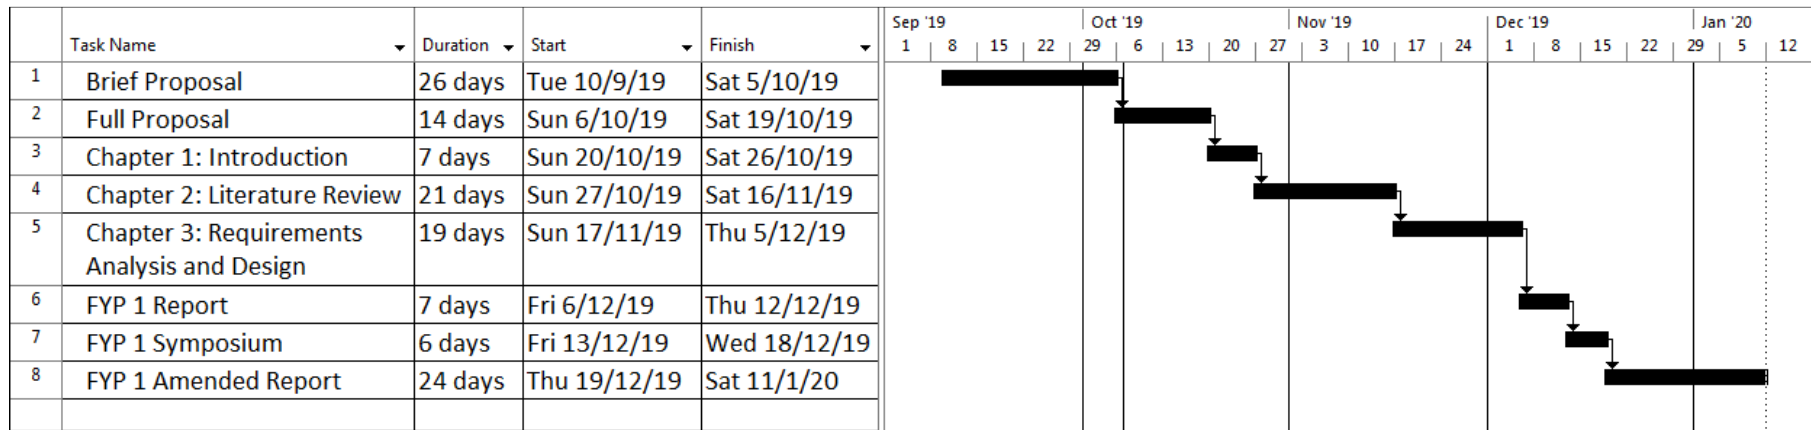 Sep '19 Oct '19 Nov '19 Dec '19 Jan '20
Task Name Duration Start Finish 1 8 15 22 29 6 13 20 27 3 10 17 24 1 8 15 22 29 5 12
1 Brief Proposal 26 days Tue 10/9/19 Sat 5/10/19
2 Full Proposal 14 days Sun 6/10/19 Sat 19/10/19
3 Chapter 1: Introduction 7 days Sun 20/10/19 Sat 26/10/19
4 Chapter 2: Literature Review 21 days Sun 27/10/19 Sat 16/11/19
5 Chapter 3: Requirements 19 days Sun 17/11/19 Thu 5/12/19
Analysis and Design
6 FYP 1 Report 7 days Fri 6/12/19 Thu 12/12/19
7 FYP 1 Symposium 6 days Fri 13/12/19 Wed 18/12/19
8 FYP 1 Amended Report 24 days Thu 19/12/19 Sat 11/1/20